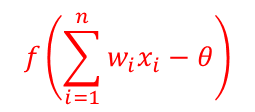 f(∑_{i=1}^{n} w_i x_i − θ)